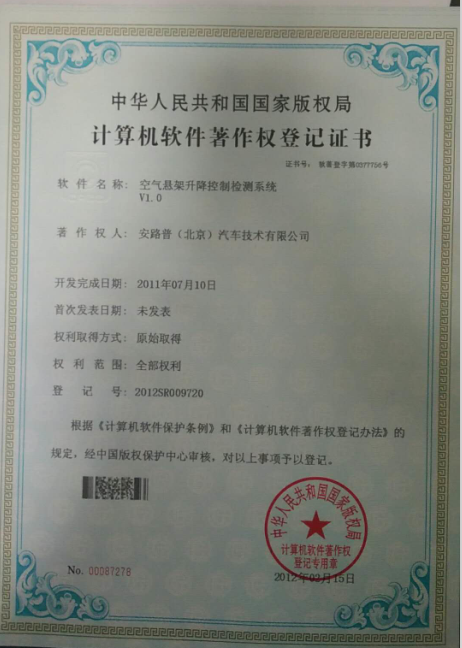 中华人民共和国国家版权局
计算机软件著作权登记证书
证书号： 软著登字第0377756号
软件名称： 空气悬架升降控制检测系统
V1.0
著作权人： 安路普（北京）汽车技术有限公司
开发完成日期： 2011年07月10日
首次发表日期： 未发表
权利取得方式： 原始取得
权利范围： 全部权利
登记号： 2012SR009720
根据《计算机软件保护条例》和《计算机软件著作权登记办法》的
规定，经中国版权保护中心审核，对以上事项予以登记。
中华人民共和国国家版权局
计算机软件著作权
登记专用章
No. 00087278
2012年02月15日